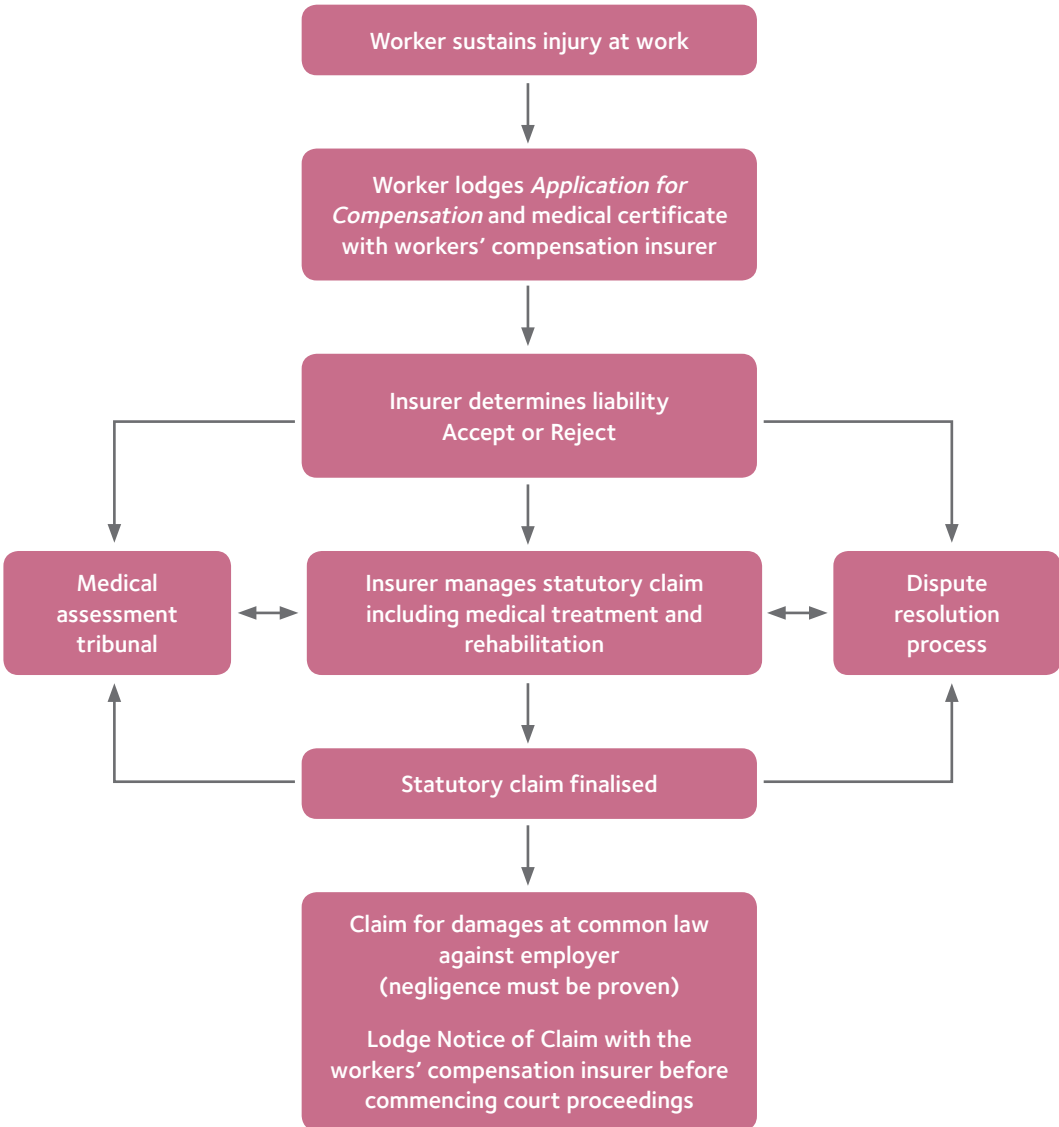 Worker sustains injury at work
Worker lodges Application for
Compensation and medical certificate
with workers’ compensation insurer
Insurer determines liability
Accept or Reject
Medical
assessment
tribunal
Insurer manages statutory claim
including medical treatment and
rehabilitation
Dispute
resolution
process
Statutory claim finalised
Claim for damages at common law
against employer
(negligence must be proven)
Lodge Notice of Claim with the
workers’ compensation insurer before
commencing court proceedings